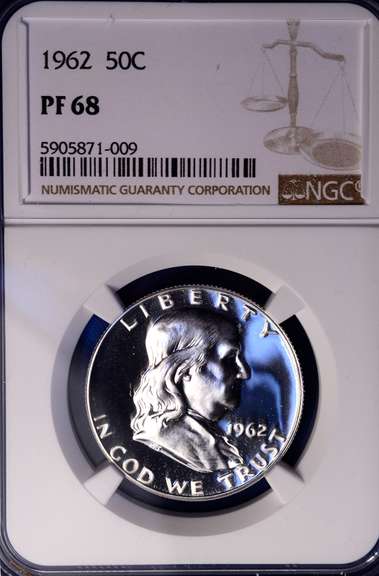 1962 50C
PF 68
5905871-009
NUMISMATIC GUARANTY CORPORATION
NGC
LIBERTY
1962
IN GOD WE TRUST